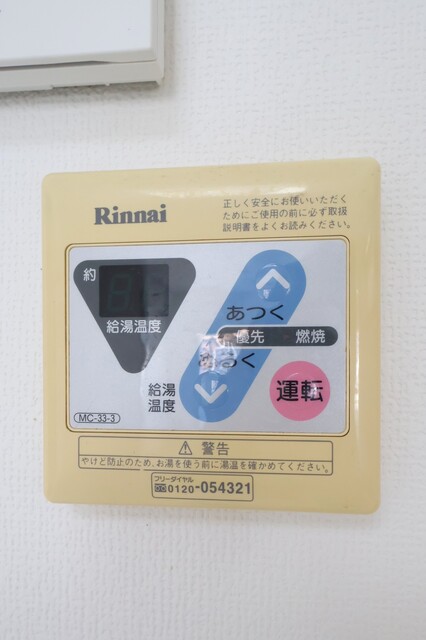 Rinnai
正しく安全にお使いいただく
ためにご使用の前に必ず取扱
説明書をよくお読みください。
約
給湯温度
あつく
優先 燃焼
ぬるく
給湯
温度
運転
MC-33-3
⚠ 警告
やけど防止のため、お湯を使う前に湯温を確かめてください。
フリーダイヤル
0120-054321